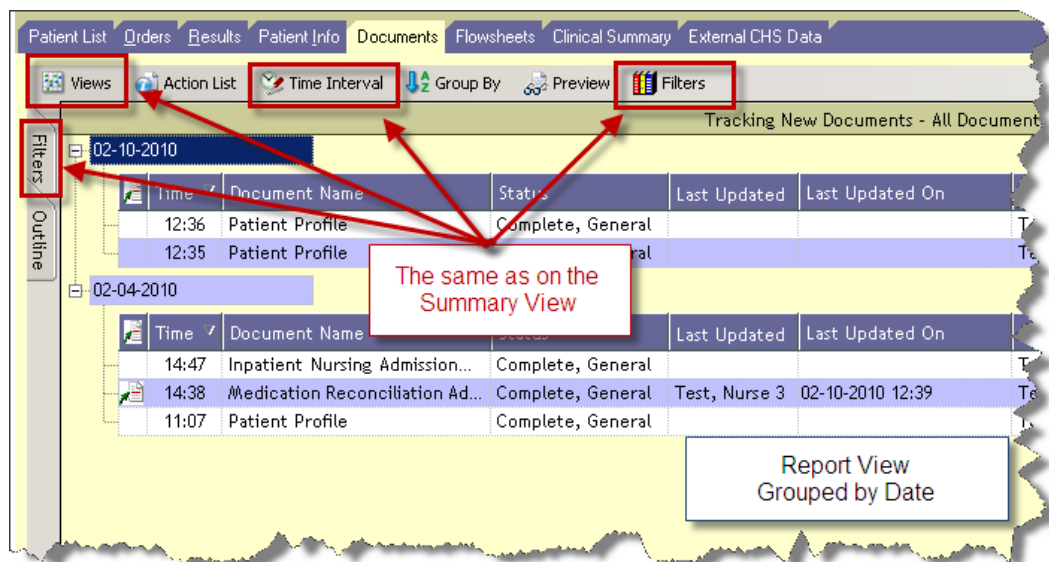 Patient List Orders Results Patient Info Documents Flowsheets Clinical Summary External CHS Data
Views Action List Time Interval Group By Preview Filters
Tracking New Documents - All Document
Filters
Outline
02-10-2010
Time Document Name Status Last Updated Last Updated On
12:36 Patient Profile Complete, General
12:35 Patient Profile
The same as on the
Summary View
02-04-2010
Time Document Name Last Updated Last Updated On
14:47 Inpatient Nursing Admission... Complete, General
14:38 Medication Reconciliation Ad... Complete, General Test, Nurse 3 02-10-2010 12:39
11:07 Patient Profile Complete, General
Report View
Grouped by Date